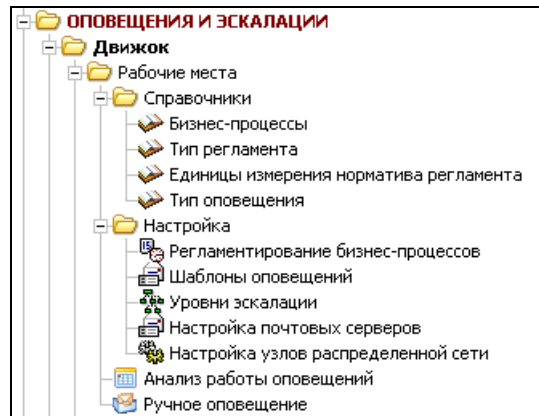 ОПОВЕЩЕНИЯ И ЭСКАЛАЦИИ
Движок
Рабочие места
Справочники
Бизнес-процессы
Тип регламента
Единицы измерения норматива регламента
Тип оповещения
Настройка
Регламентирование бизнес-процессов
Шаблоны оповещений
Уровни эскалации
Настройка почтовых серверов
Настройка узлов распределенной сети
Анализ работы оповещений
Ручное оповещение